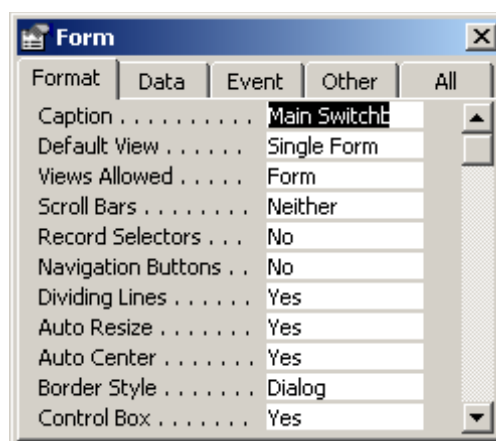 Form
Format Data Event Other All
Caption . . . . . . . . . . Main Switchb
Default View . . . . . . Single Form
Views Allowed . . . . . Form
Scroll Bars . . . . . . . . Neither
Record Selectors . . . No
Navigation Buttons . . No
Dividing Lines . . . . . . Yes
Auto Resize . . . . . . . Yes
Auto Center . . . . . . . Yes
Border Style . . . . . . . Dialog
Control Box . . . . . . . Yes